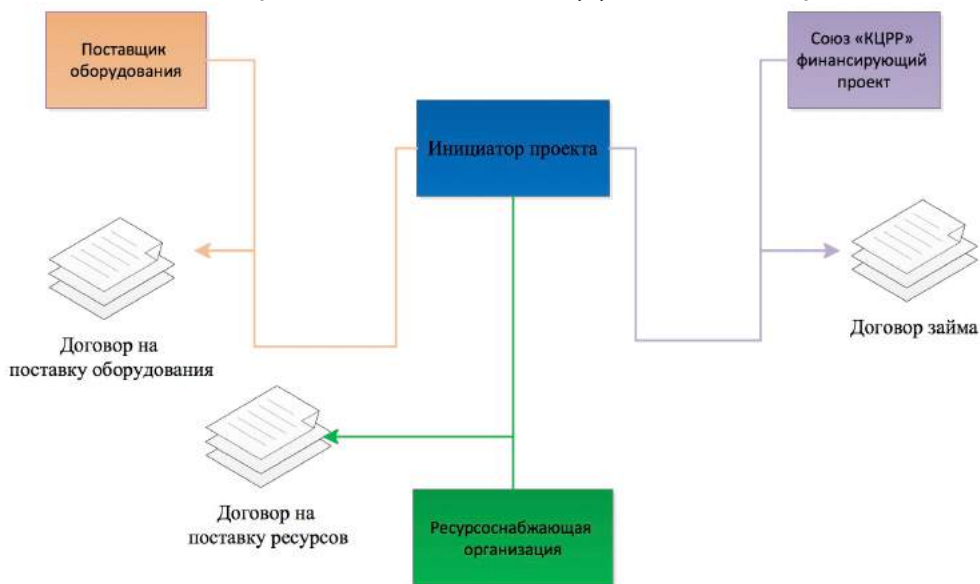 Поставщик
оборудования
Союз «КЦРР»
финансирующий
проект
Инициатор проекта
Договор на
поставку оборудования
Договор займа
Договор на
поставку ресурсов
Ресурсоснабжающая
организация